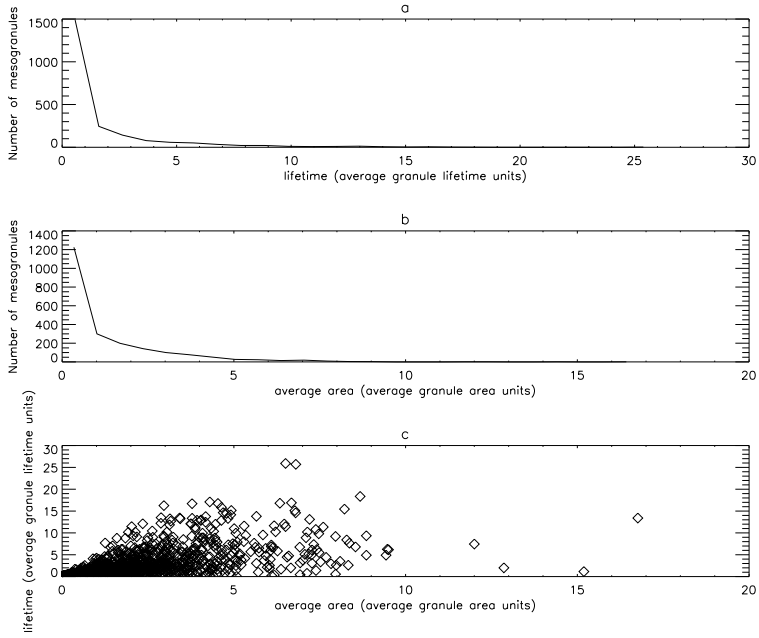 a
Number of mesogranules
1500
1000
500
0
0 5 10 15 20 25 30
lifetime (average granule lifetime units)
b
Number of mesogranules
1400
1200
1000
800
600
400
200
0
0 5 10 15 20
average area (average granule area units)
c
lifetime (average granule lifetime units)
30
25
20
15
10
5
0
0 5 10 15 20
average area (average granule area units)